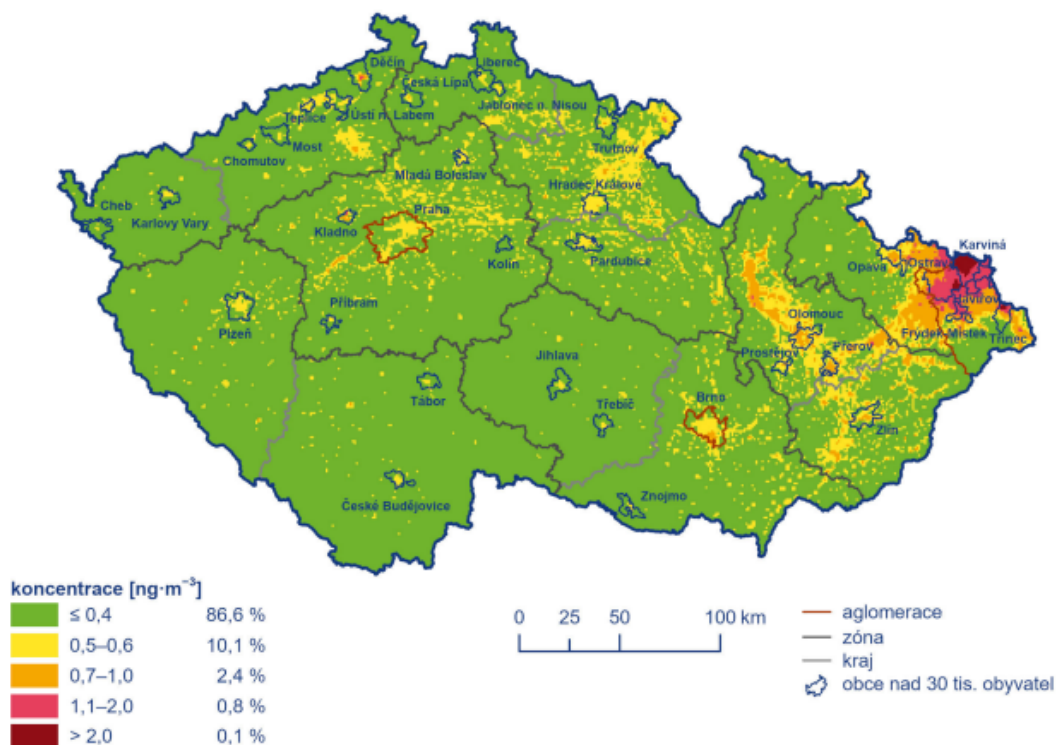 Děčín
Liberec
Česká Lípa
Jablonec n. Nisou
Teplice
Ústí n. Labem
Most
Chomutov
Trutnov
Mladá Boleslav
Hradec Králové
Cheb
Karlovy Vary
Praha
Kladno
Kolín
Pardubice
Karviná
Opava
Ostrava
Havířov
Příbram
Plzeň
Olomouc
Frýdek-Místek
Třinec
Prostějov
Přerov
Jihlava
Tábor
Třebíč
Brno
Zlín
České Budějovice
Znojmo
koncentrace [ng·m⁻³]
≤ 0,4 86,6 %
0,5–0,6 10,1 %
0,7–1,0 2,4 %
1,1–2,0 0,8 %
> 2,0 0,1 %
0 25 50 100 km
aglomerace
zóna
kraj
obce nad 30 tis. obyvatel